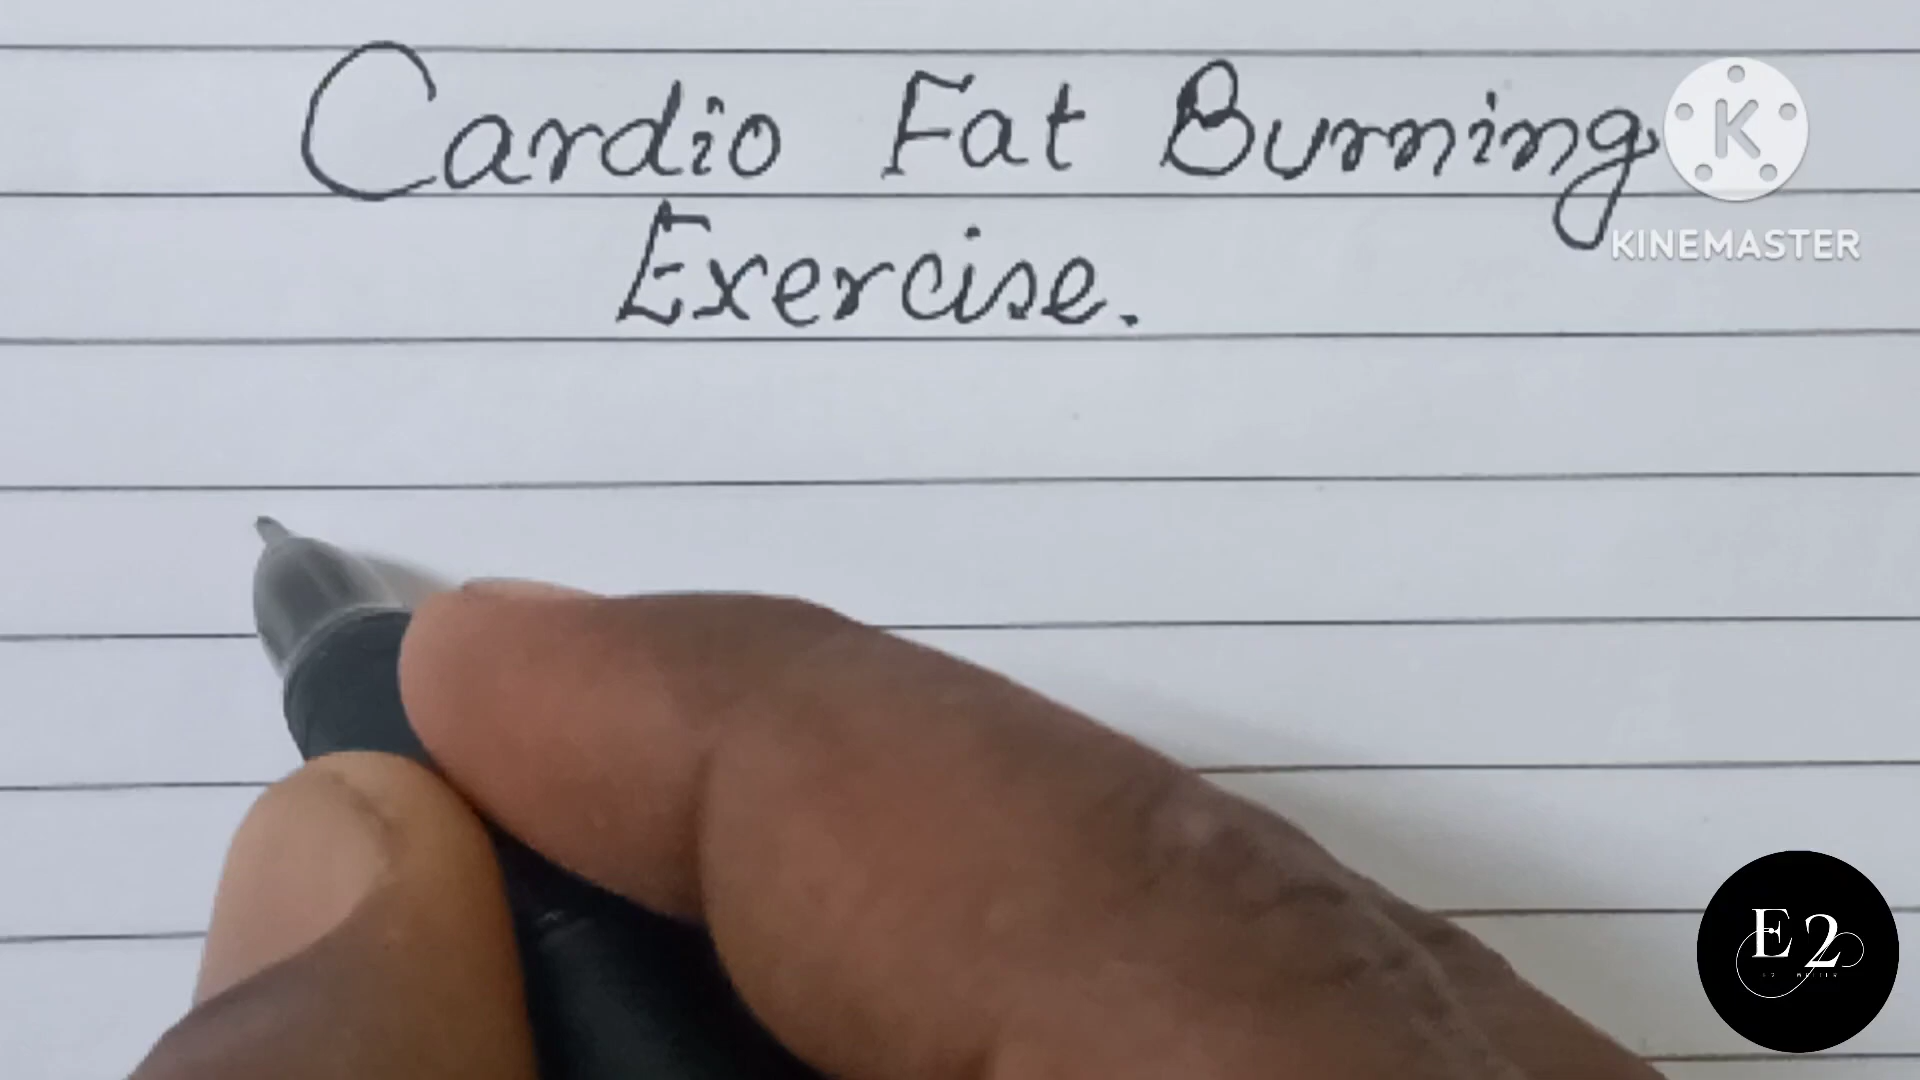 Cardio Fat Burning
Exercise.
K
KINEMASTER
E2